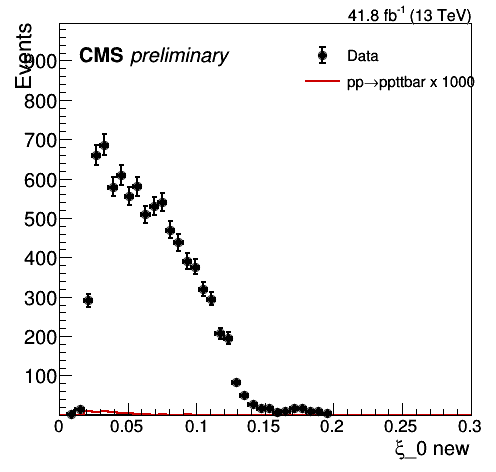 41.8 fb⁻¹ (13 TeV)
Events
CMS preliminary
Data
pp→ppttbar x 1000
900
800
700
600
500
400
300
200
100
0
0 0.05 0.1 0.15 0.2 0.25 0.3
ξ_0 new